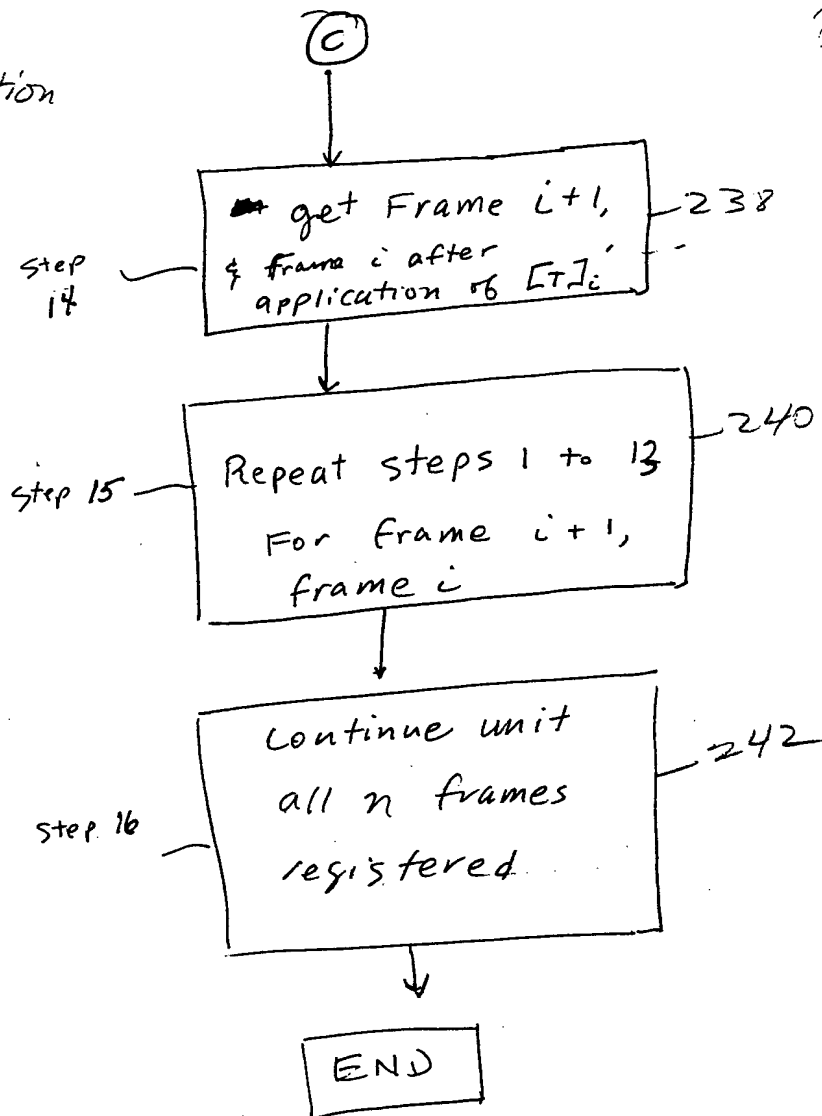 C
get Frame i+1,
& frame i after
application of [T]i'
238
step
14
Repeat steps 1 to 13
For frame i+1,
frame i
240
step 15
Continue unit
all n frames
registered
242
step 16
END